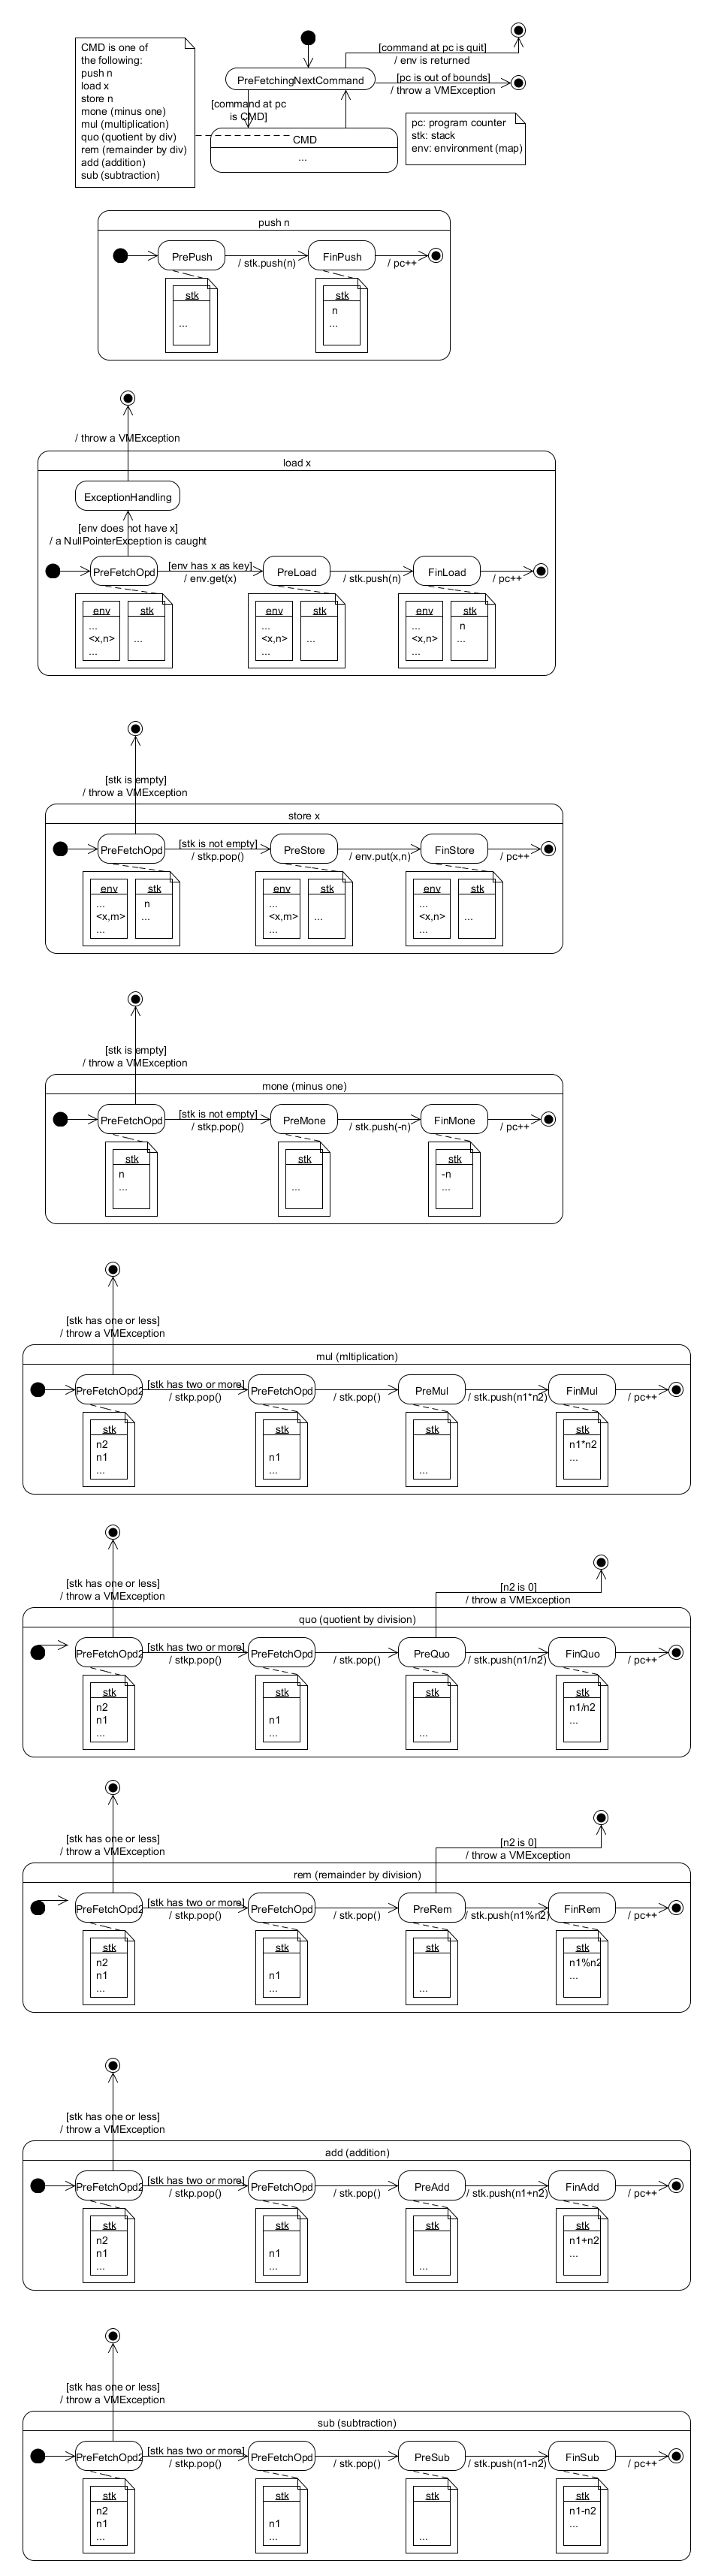 CMD is one of
the following:
push n
load x
store n
mone (minus one)
mul (multiplication)
quo (quotient by div)
rem (remainder by div)
add (addition)
sub (subtraction)
[command at pc is quit]
/ env is returned
PreFetchingNextCommand
[pc is out of bounds]
/ throw a VMException
[command at pc
is CMD]
CMD
...
pc: program counter
stk: stack
env: environment (map)
push n
PrePush
/ stk.push(n)
FinPush
/ pc++
stk
...
stk
n
...
/ throw a VMException
load x
ExceptionHandling
[env does not have x]
/ a NullPointerException is caught
PreFetchOpd
[env has x as key]
/ env.get(x)
PreLoad
/ stk.push(n)
FinLoad
/ pc++
env
...
<x,n>
...
stk
...
env
...
<x,n>
...
stk
...
env
...
<x,n>
...
stk
n
...
[stk is empty]
/ throw a VMException
store x
PreFetchOpd
[stk is not empty]
/ stkp.pop()
PreStore
/ env.put(x,n)
FinStore
/ pc++
env
...
<x,m>
...
stk
n
...
env
...
<x,m>
...
stk
...
env
...
<x,n>
...
stk
...
[stk is empty]
/ throw a VMException
mone (minus one)
PreFetchOpd
[stk is not empty]
/ stkp.pop()
PreMone
/ stk.push(-n)
FinMone
/ pc++
stk
n
...
stk
...
stk
-n
...
[stk has one or less]
/ throw a VMException
mul (mltiplication)
PreFetchOpd2
[stk has two or more]
/ stkp.pop()
PreFetchOpd
/ stk.pop()
PreMul
/ stk.push(n1*n2)
FinMul
/ pc++
stk
n2
n1
...
stk
n1
...
stk
...
stk
n1*n2
...
[stk has one or less]
/ throw a VMException
[n2 is 0]
/ throw a VMException
quo (quotient by division)
PreFetchOpd2
[stk has two or more]
/ stkp.pop()
PreFetchOpd
/ stk.pop()
PreQuo
/ stk.push(n1/n2)
FinQuo
/ pc++
stk
n2
n1
...
stk
n1
...
stk
...
stk
n1/n2
...
[stk has one or less]
/ throw a VMException
[n2 is 0]
/ throw a VMException
rem (remainder by division)
PreFetchOpd2
[stk has two or more]
/ stkp.pop()
PreFetchOpd
/ stk.pop()
PreRem
/ stk.push(n1%n2)
FinRem
/ pc++
stk
n2
n1
...
stk
n1
...
stk
...
stk
n1%n2
...
[stk has one or less]
/ throw a VMException
add (addition)
PreFetchOpd2
[stk has two or more]
/ stkp.pop()
PreFetchOpd
/ stk.pop()
PreAdd
/ stk.push(n1+n2)
FinAdd
/ pc++
stk
n2
n1
...
stk
n1
...
stk
...
stk
n1+n2
...
[stk has one or less]
/ throw a VMException
sub (subtraction)
PreFetchOpd2
[stk has two or more]
/ stkp.pop()
PreFetchOpd
/ stk.pop()
PreSub
/ stk.push(n1-n2)
FinSub
/ pc++
stk
n2
n1
...
stk
n1
...
stk
...
stk
n1-n2
...